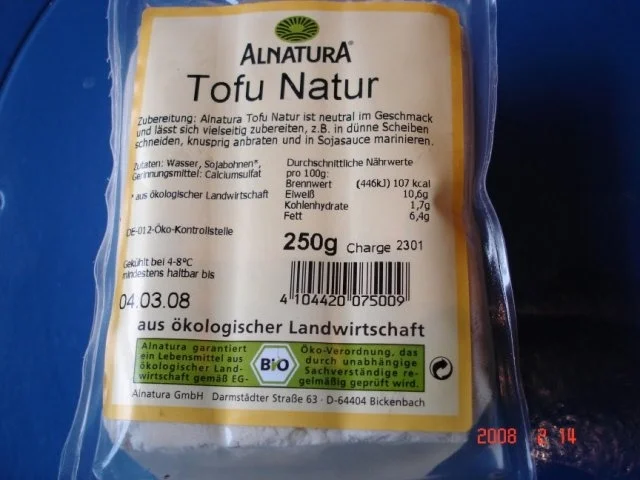 ALNATURA®
Tofu Natur
Zubereitung: Alnatura Tofu Natur ist neutral im Geschmack
und lässt sich vielseitig zubereiten, z.B. in dünne Scheiben
schneiden, knusprig anbraten und in Sojasauce marinieren.
Zutaten: Wasser, Sojabohnen*,
Gerinnungsmittel: Calciumsulfat
* aus ökologischer Landwirtschaft
Durchschnittliche Nährwerte
pro 100g:
Brennwert (446kJ) 107 kcal
Eiweiß 10,6g
Kohlenhydrate 1,7g
Fett 6,4g
DE-012-Öko-Kontrollstelle
250g Charge 2301
Gekühlt bei 4-8°C
mindestens haltbar bis
04.03.08
4 104420 075009
aus ökologischer Landwirtschaft
Alnatura garantiert
ein Lebensmittel aus
ökologischer Land-
wirtschaft gemäß EG-
Bio
Öko-Verordnung, das
durch unabhängige
Sachverständige re-
gelmäßig geprüft wird.
Alnatura GmbH Darmstädter Straße 63 · D-64404 Bickenbach
2008 2 14